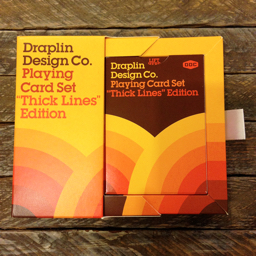 Draplin
Design Co.
Playing
Card Set
"Thick Lines"
Edition
Draplin
Design Co.
Playing Card Set
"Thick Lines" Edition
DDC